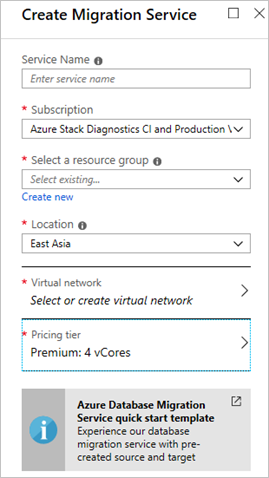 Create Migration Service
Service Name
Enter service name
* Subscription
Azure Stack Diagnostics CI and Production
* Select a resource group
Select existing...
Create new
* Location
East Asia
* Virtual network
Select or create virtual network
* Pricing tier
Premium: 4 vCores
Azure Database Migration
Service quick start template
Experience our database
migration service with pre-
created source and target